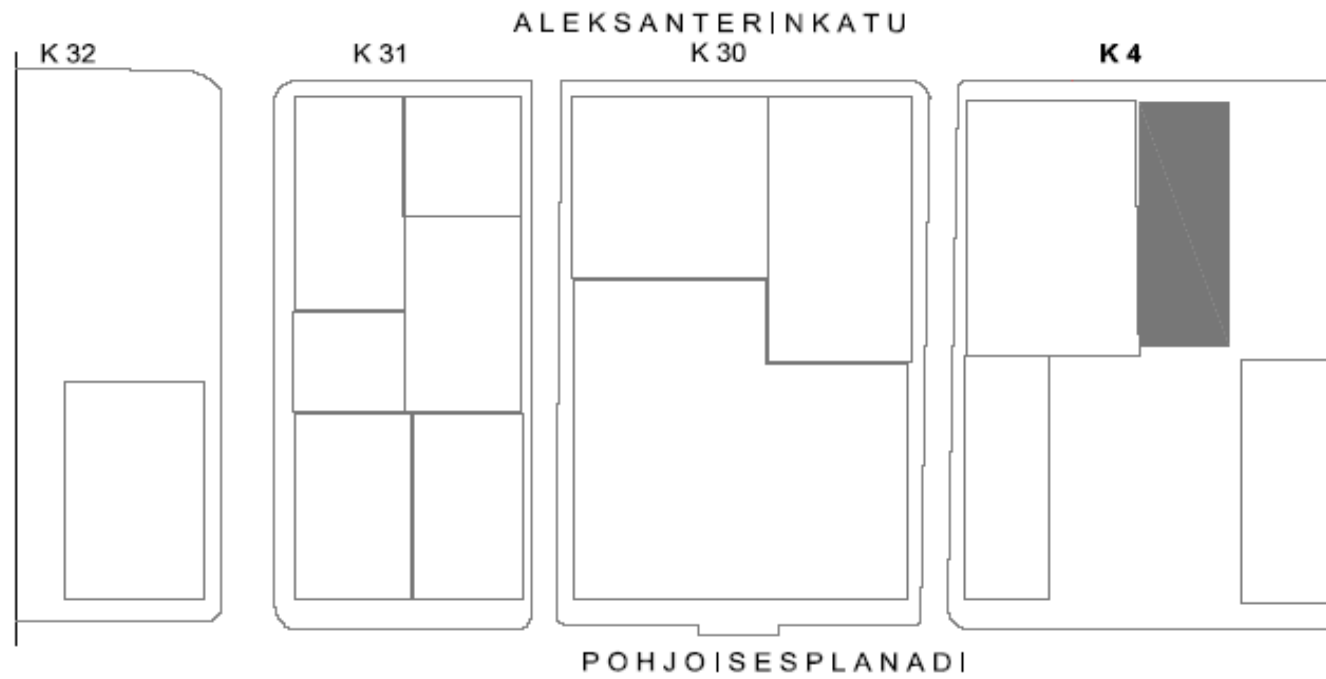 ALEKSANTERINKATU
K 32
K 31
K 30
K 4
POHJOISESPLANADI